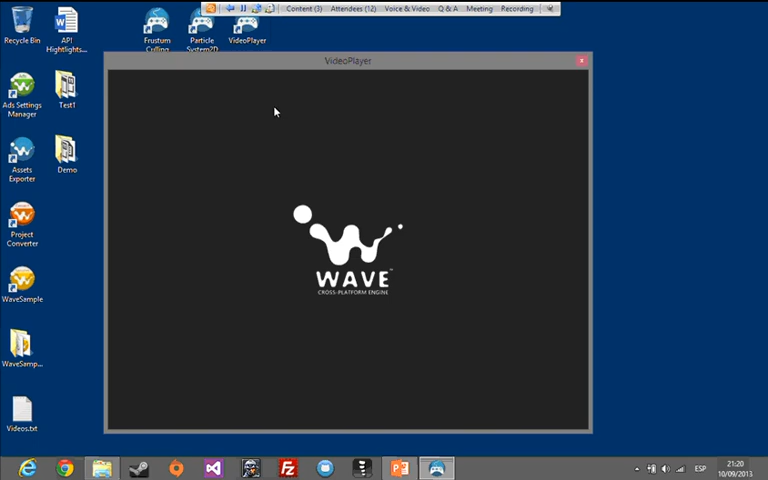 Content (3) Attendees (12) Voice & Video Q & A Meeting Recording
Recycle Bin
API
Highlights...
Frustum
Culling
Particle
System2D
VideoPlayer
VideoPlayer
Ads Settings
Manager
Test1
Assets
Exporter
Demo
Project
Converter
WaveSample
WaveSamp...
Videos.txt
WAVE
CROSS-PLATFORM ENGINE
ESP
21:20
10/09/2013